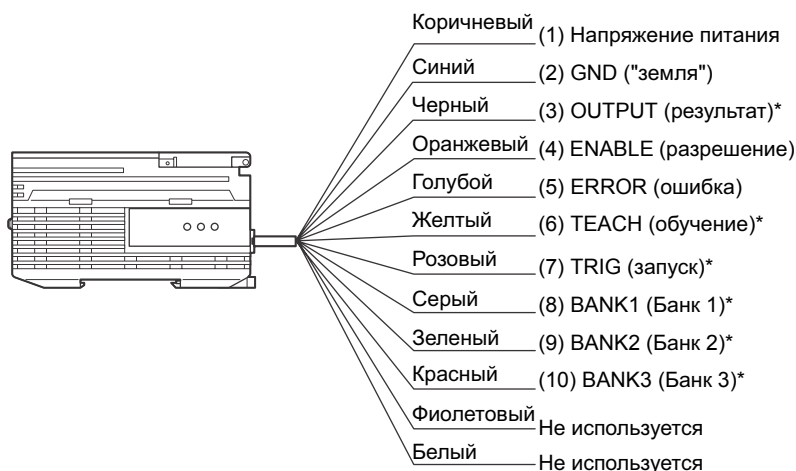 Коричневый (1) Напряжение питания
Синий (2) GND ("земля")
Черный (3) OUTPUT (результат)*
Оранжевый (4) ENABLE (разрешение)
Голубой (5) ERROR (ошибка)
Желтый (6) TEACH (обучение)*
Розовый (7) TRIG (запуск)*
Серый (8) BANK1 (Банк 1)*
Зеленый (9) BANK2 (Банк 2)*
Красный (10) BANK3 (Банк 3)*
Фиолетовый Не используется
Белый Не используется